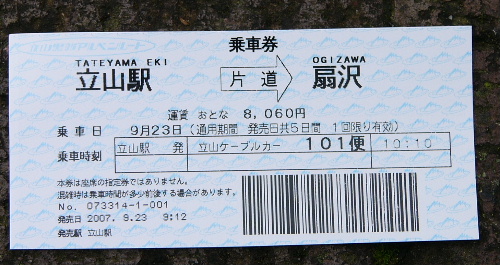 乗車券
TATEYAMA EKI OGIZAWA
立山駅 片道 扇沢
運賃 おとな 8,060円
乗車日 9月23日(通用期間 発売日共5日間 1回限り有効)
乗車時刻 立山駅 発 立山ケーブルカー 101便 10:10
本券は座席の指定券ではありません。
混雑時は乗車時間が多少前後する場合があります。
No. 073314-1-001
発売日 2007. 9.23 9:12
発売駅 立山駅